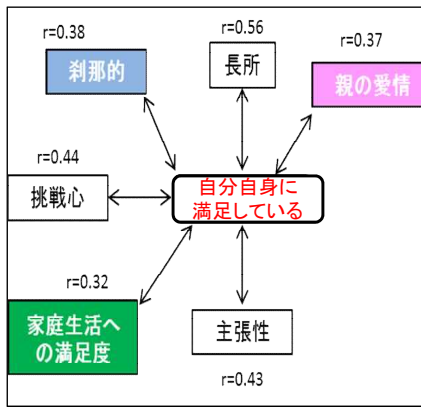 r=0.38
刹那的
r=0.56
長所
r=0.37
親の愛情
r=0.44
挑戦心
自分自身に
満足している
r=0.32
家庭生活へ
の満足度
主張性
r=0.43